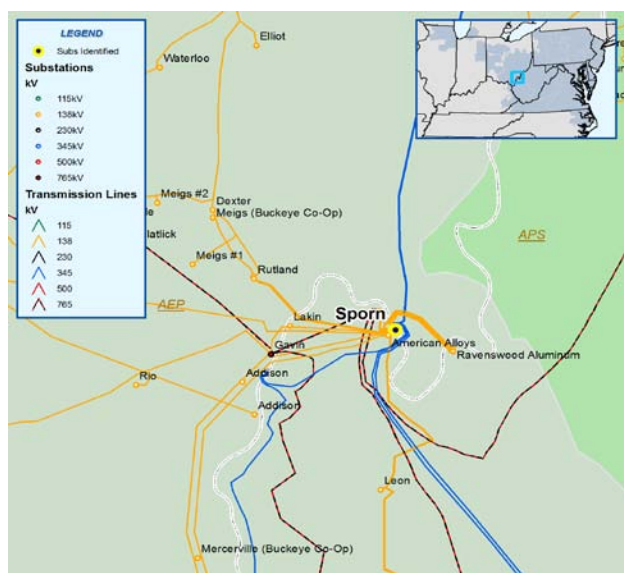 LEGEND
Subs Identified
Substations
kV
115kV
138kV
230kV
345kV
500kV
765kV
Transmission Lines
kV
115
138
230
345
500
765
Elliot
Waterloo
Meigs #2
Dexter
Meigs (Buckeye Co-Op)
latlick
Meigs #1
Rutland
APS
AEP
Lakin
Sporn
Gavin
American Alloys
Ravenswood Aluminum
Rio
Addison
Addison
Leon
Mercerville (Buckeye Co-Op)